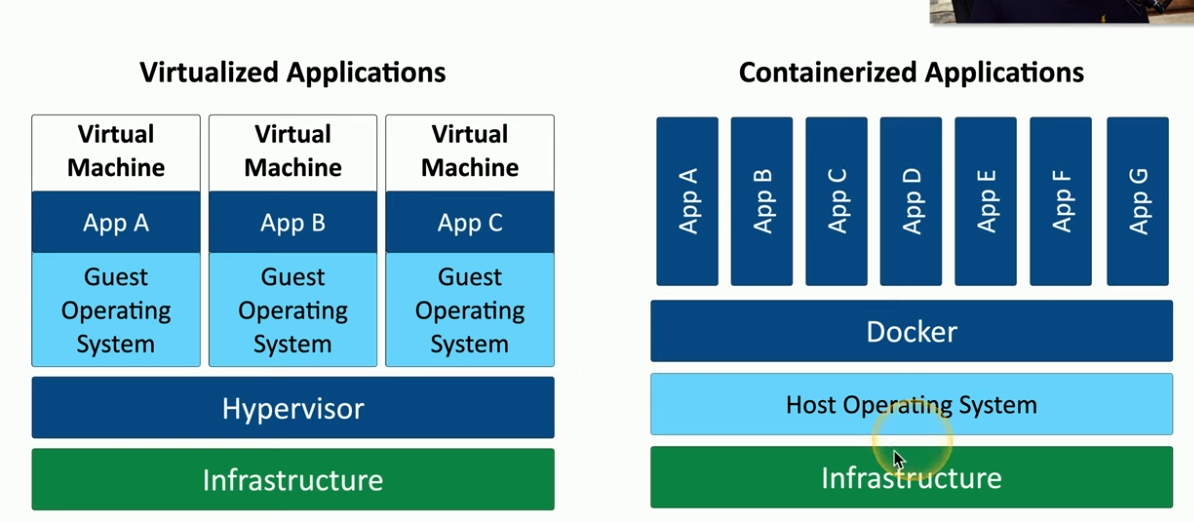 Virtualized Applications
Virtual
Machine
Virtual
Machine
Virtual
Machine
App A
App B
App C
Guest
Operating
System
Guest
Operating
System
Guest
Operating
System
Hypervisor
Infrastructure
Containerized Applications
App A
App B
App C
App D
App E
App F
App G
Docker
Host Operating System
Infrastructure